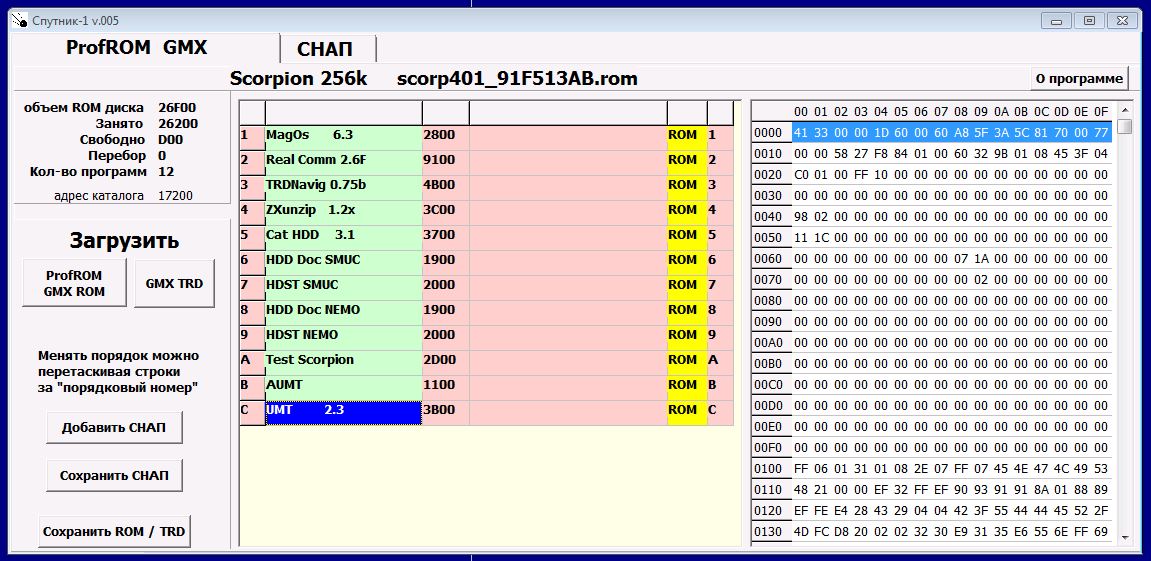 Спутник-1 v.005
ProfROM GMX
СНАП
Scorpion 256k scorp401_91F513AB.rom
О программе
объем ROM диска 26F00
Занято 26200
Свободно D00
Перебор 0
Кол-во программ 12
адрес каталога 17200
Загрузить
ProfROM
GMX ROM
GMX TRD
Менять порядок можно
перетаскивая строки
за "порядковый номер"
Добавить СНАП
Сохранить СНАП
Сохранить ROM / TRD
1 MagOs 6.3 2800 ROM 1
2 Real Comm 2.6F 9100 ROM 2
3 TRDNavig 0.75b 4B00 ROM 3
4 ZXunzip 1.2x 3C00 ROM 4
5 Cat HDD 3.1 3700 ROM 5
6 HDD Doc SMUC 1900 ROM 6
7 HDST SMUC 2000 ROM 7
8 HDD Doc NEMO 1900 ROM 8
9 HDST NEMO 2000 ROM 9
A Test Scorpion 2D00 ROM A
B AUMT 1100 ROM B
C UMT 2.3 3B00 ROM C
00 01 02 03 04 05 06 07 08 09 0A 0B 0C 0D 0E 0F
0000 41 33 00 00 1D 60 00 60 A8 5F 3A 5C 81 70 00 77
0010 00 00 58 27 F8 84 01 00 60 32 9B 01 08 45 3F 04
0020 C0 01 00 FF 10 00 00 00 00 00 00 00 00 00 00 00
0030 00 00 00 00 00 00 00 00 00 00 00 00 00 00 00 00
0040 98 02 00 00 00 00 00 00 00 00 00 00 00 00 00 00
0050 11 1C 00 00 00 00 00 00 00 00 00 00 00 00 00 00
0060 00 00 00 00 00 00 00 00 07 1A 00 00 00 00 00 00
0070 00 00 00 00 00 00 00 00 00 02 00 00 00 00 00 00
0080 00 00 00 00 00 00 00 00 00 00 00 00 00 00 00 00
0090 00 00 00 00 00 00 00 00 00 00 00 00 00 00 00 00
00A0 00 00 00 00 00 00 00 00 00 00 00 00 00 00 00 00
00B0 00 00 00 00 00 00 00 00 00 00 00 00 00 00 00 00
00C0 00 00 00 00 00 00 00 00 00 00 00 00 00 00 00 00
00D0 00 00 00 00 00 00 00 00 00 00 00 00 00 00 00 00
00E0 00 00 00 00 00 00 00 00 00 00 00 00 00 00 00 00
00F0 00 00 00 00 00 00 00 00 00 00 00 00 00 00 00 00
0100 FF 06 01 31 01 08 2E 07 FF 07 45 4E 47 4C 49 53
0110 48 21 00 00 EF 32 FF EF 90 93 91 91 8A 01 88 89
0120 EF FE E4 28 43 29 04 04 42 3F 55 44 44 45 52 2F
0130 4D FC D8 20 02 02 32 30 E9 31 35 E6 55 6E FF 69